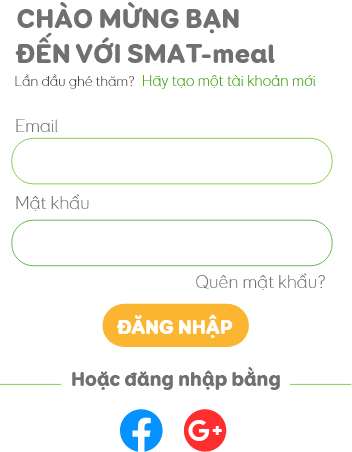 CHÀO MỪNG BẠN
ĐẾN VỚI SMAT-meal
Lần đầu ghé thăm? Hãy tạo một tài khoản mới
Email
Mật khẩu
Quên mật khẩu?
ĐĂNG NHẬP
Hoặc đăng nhập bằng
f G+